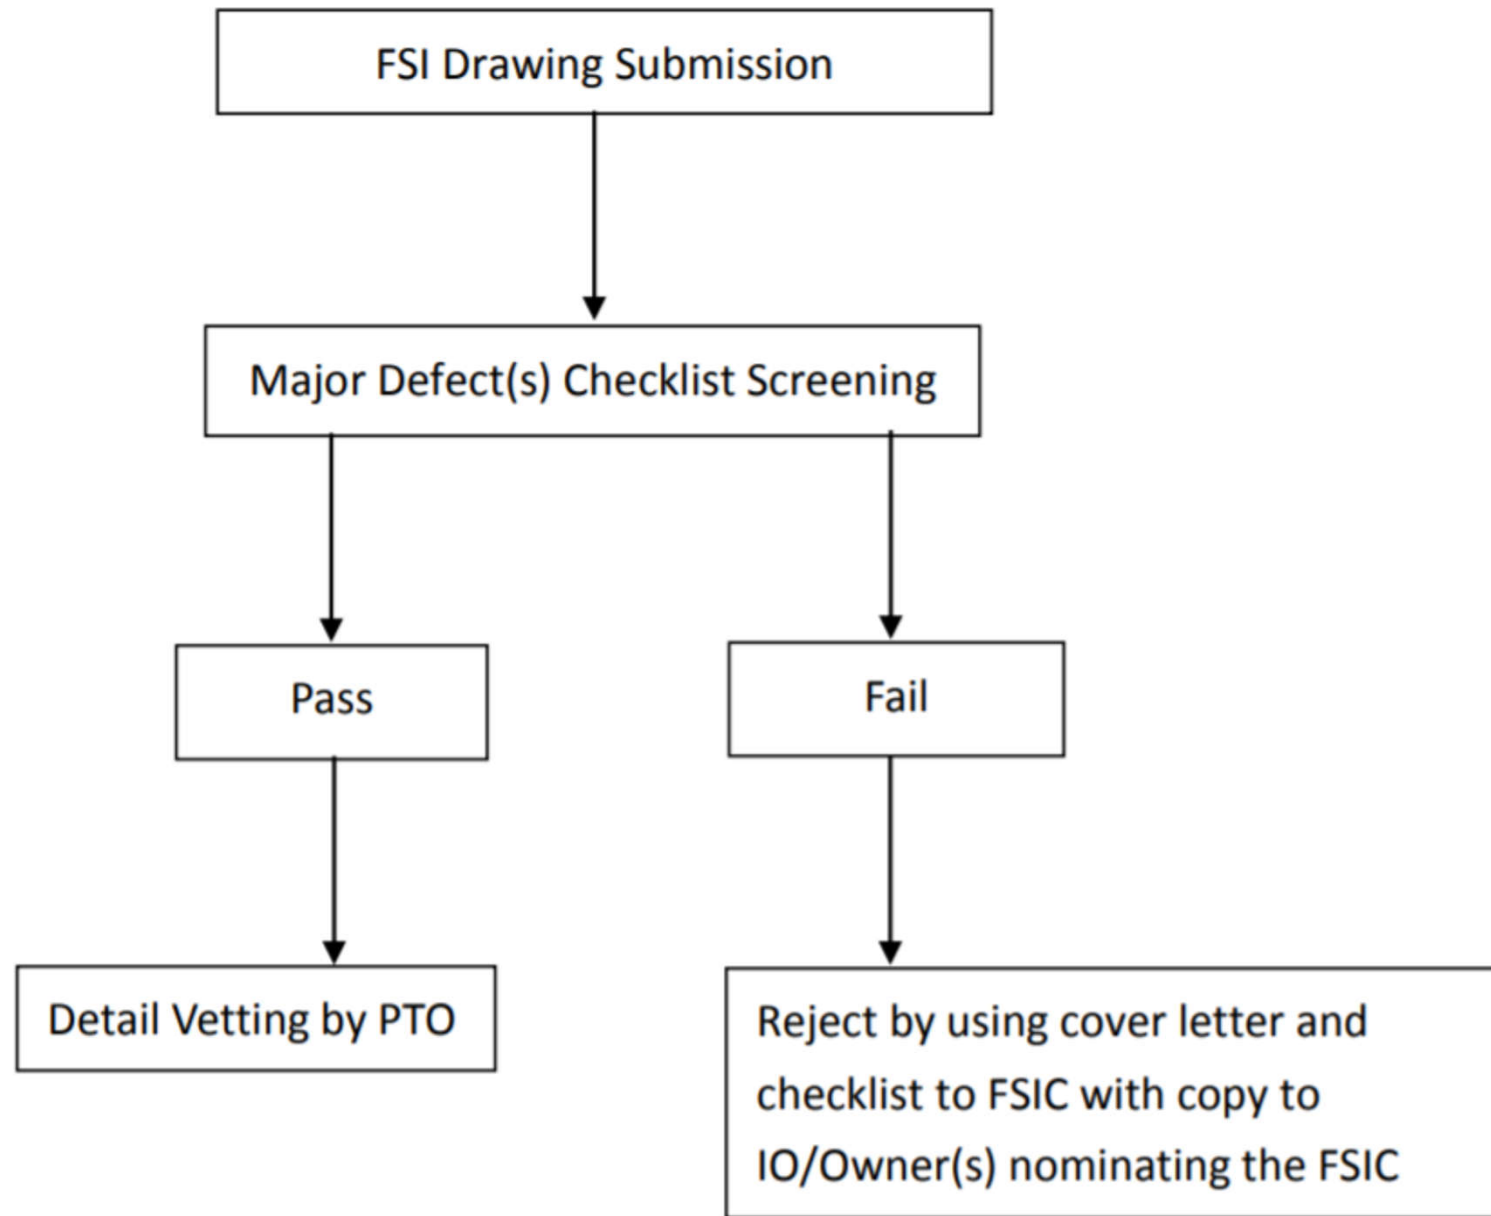 FSI Drawing Submission
Major Defect(s) Checklist Screening
Pass
Fail
Detail Vetting by PTO
Reject by using cover letter and
checklist to FSIC with copy to
IO/Owner(s) nominating the FSIC